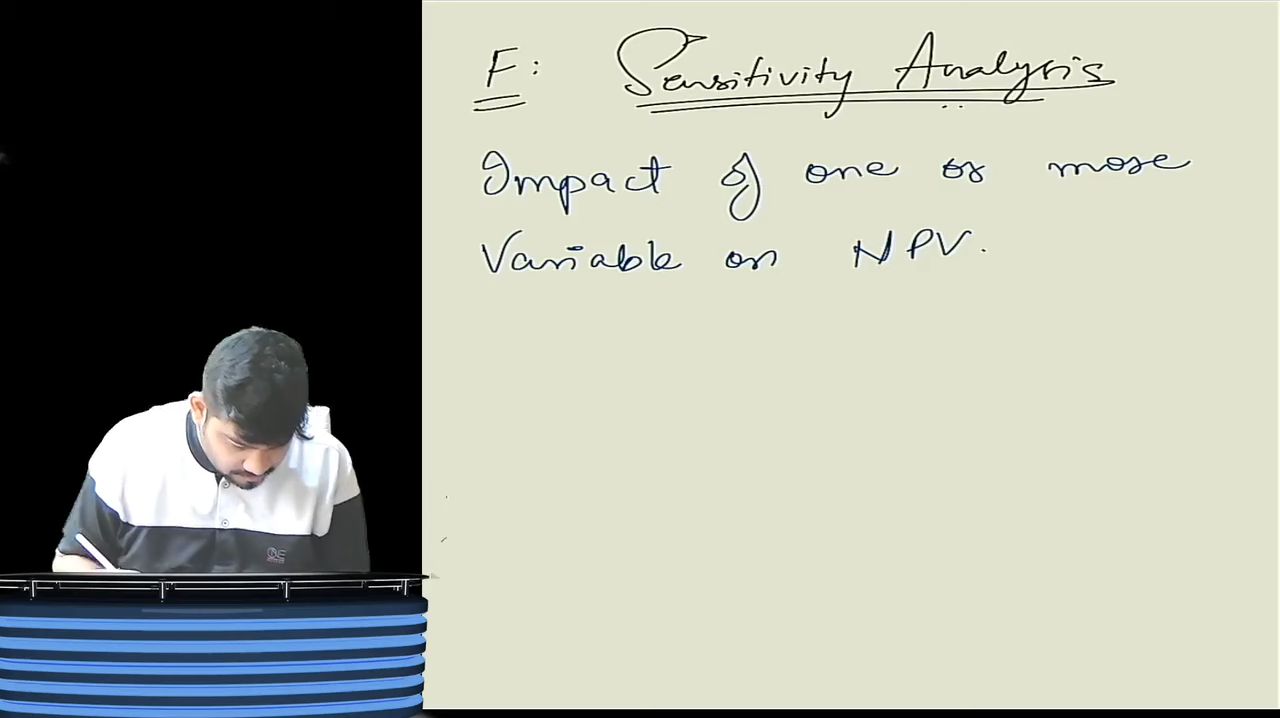 F: Sensitivity Analysis
Impact of one or more
Variable on NPV.